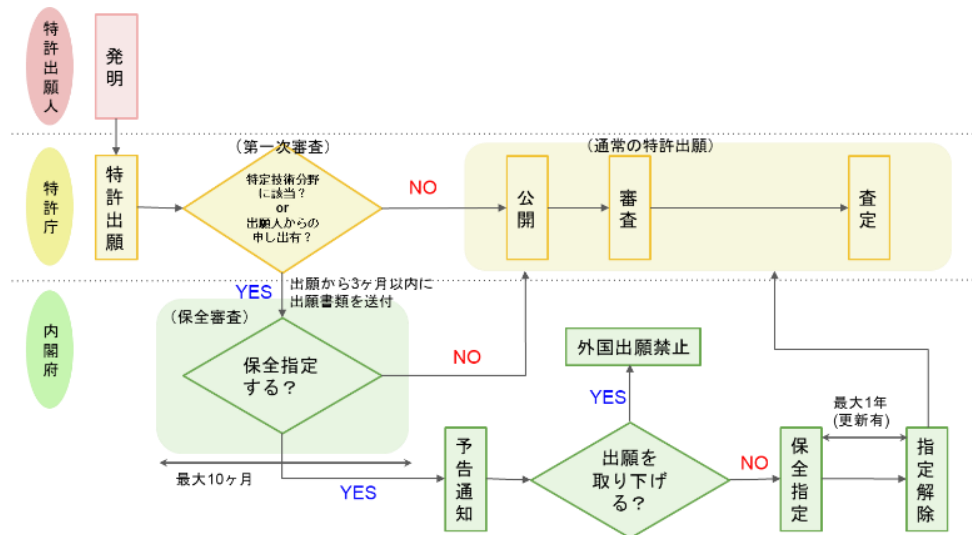 特許出願人
発明
特許庁
特許出願
（第一次審査）
特定技術分野
に該当？
or
出願人からの
申し出有？
NO
（通常の特許出願）
公開
審査
査定
YES
出願から3ヶ月以内に
出願書類を送付
内閣府
（保全審査）
保全指定
する？
NO
最大10ヶ月
YES
予告通知
外国出願禁止
YES
出願を
取り下げ
る？
NO
保全指定
最大1年
(更新有)
指定解除